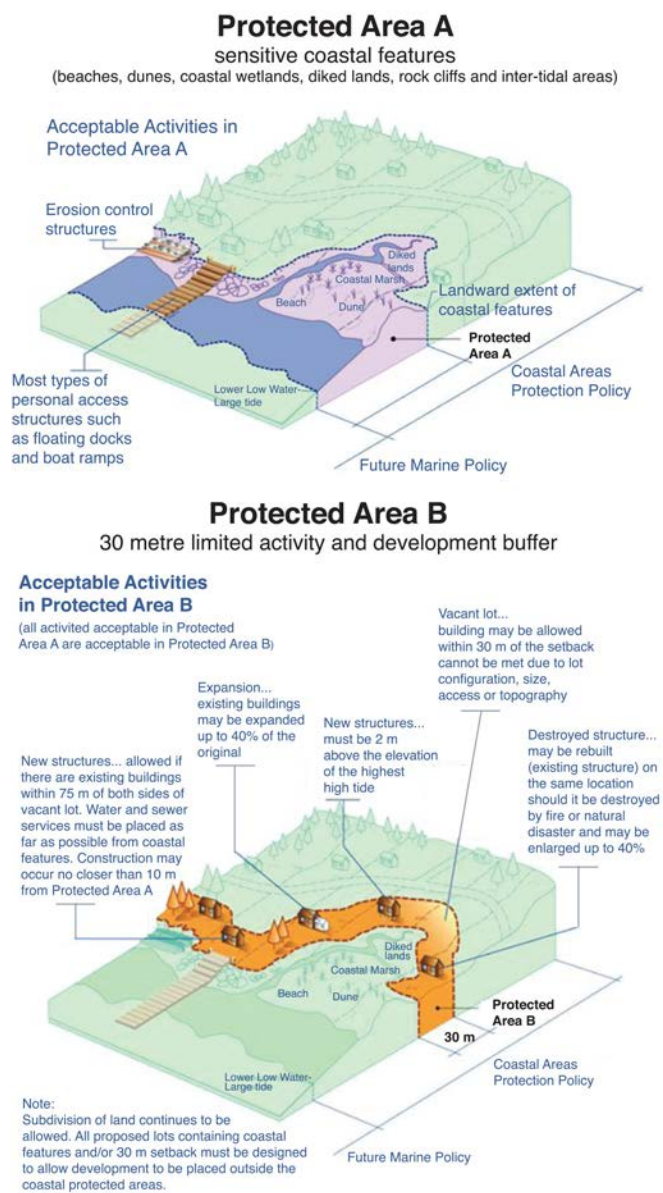 Protected Area A
sensitive coastal features
(beaches, dunes, coastal wetlands, diked lands, rock cliffs and inter-tidal areas)
Acceptable Activities in
Protected Area A
Erosion control
structures
Diked
lands
Coastal Marsh
Beach
Dune
Landward extent of
coastal features
Protected
Area A
Coastal Areas
Protection Policy
Most types of
personal access
structures such
as floating docks
and boat ramps
Lower Low Water-
Large tide
Future Marine Policy
Protected Area B
30 metre limited activity and development buffer
Acceptable Activities
in Protected Area B
(all activited acceptable in Protected
Area A are acceptable in Protected Area B)
Vacant lot...
building may be allowed
within 30 m of the setback
cannot be met due to lot
configuration, size,
access or topography
Expansion...
existing buildings
may be expanded
up to 40% of the
original
New structures...
must be 2 m
above the elevation
of the highest
high tide
Destroyed structure...
may be rebuilt
(existing structure) on
the same location
should it be destroyed
by fire or natural
disaster and may be
enlarged up to 40%
New structures... allowed if
there are existing buildings
within 75 m of both sides of
vacant lot. Water and sewer
services must be placed as
far as possible from coastal
features. Construction may
occur no closer than 10 m
from Protected Area A
Diked
lands
Coastal Marsh
Beach
Dune
Protected
Area B
30 m
Coastal Areas
Protection Policy
Lower Low Water-
Large tide
Future Marine Policy
Note:
Subdivision of land continues to be
allowed. All proposed lots containing coastal
features and/or 30 m setback must be designed
to allow development to be placed outside the
coastal protected areas.